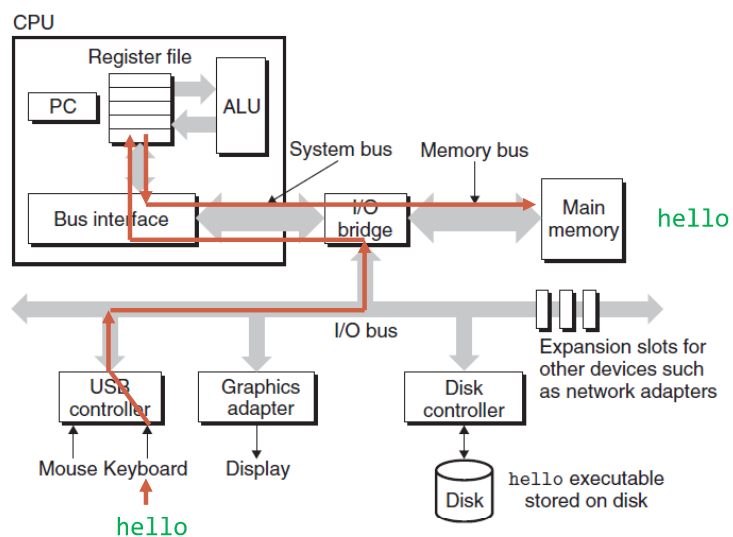 CPU
Register file
PC
ALU
System bus
Memory bus
Bus interface
I/O
bridge
Main
memory
hello
I/O bus
Expansion slots for
other devices such
as network adapters
USB
controller
Graphics
adapter
Disk
controller
Mouse Keyboard
Display
Disk
hello executable
stored on disk
hello